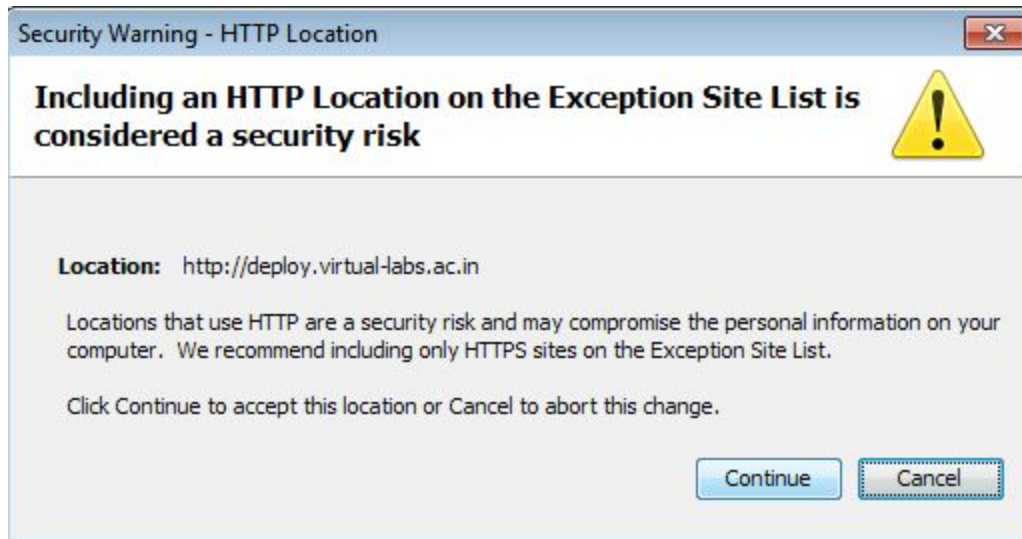 Security Warning - HTTP Location
Including an HTTP Location on the Exception Site List is
considered a security risk
Location: http://deploy.virtual-labs.ac.in
Locations that use HTTP are a security risk and may compromise the personal information on your
computer. We recommend including only HTTPS sites on the Exception Site List.
Click Continue to accept this location or Cancel to abort this change.
Continue Cancel